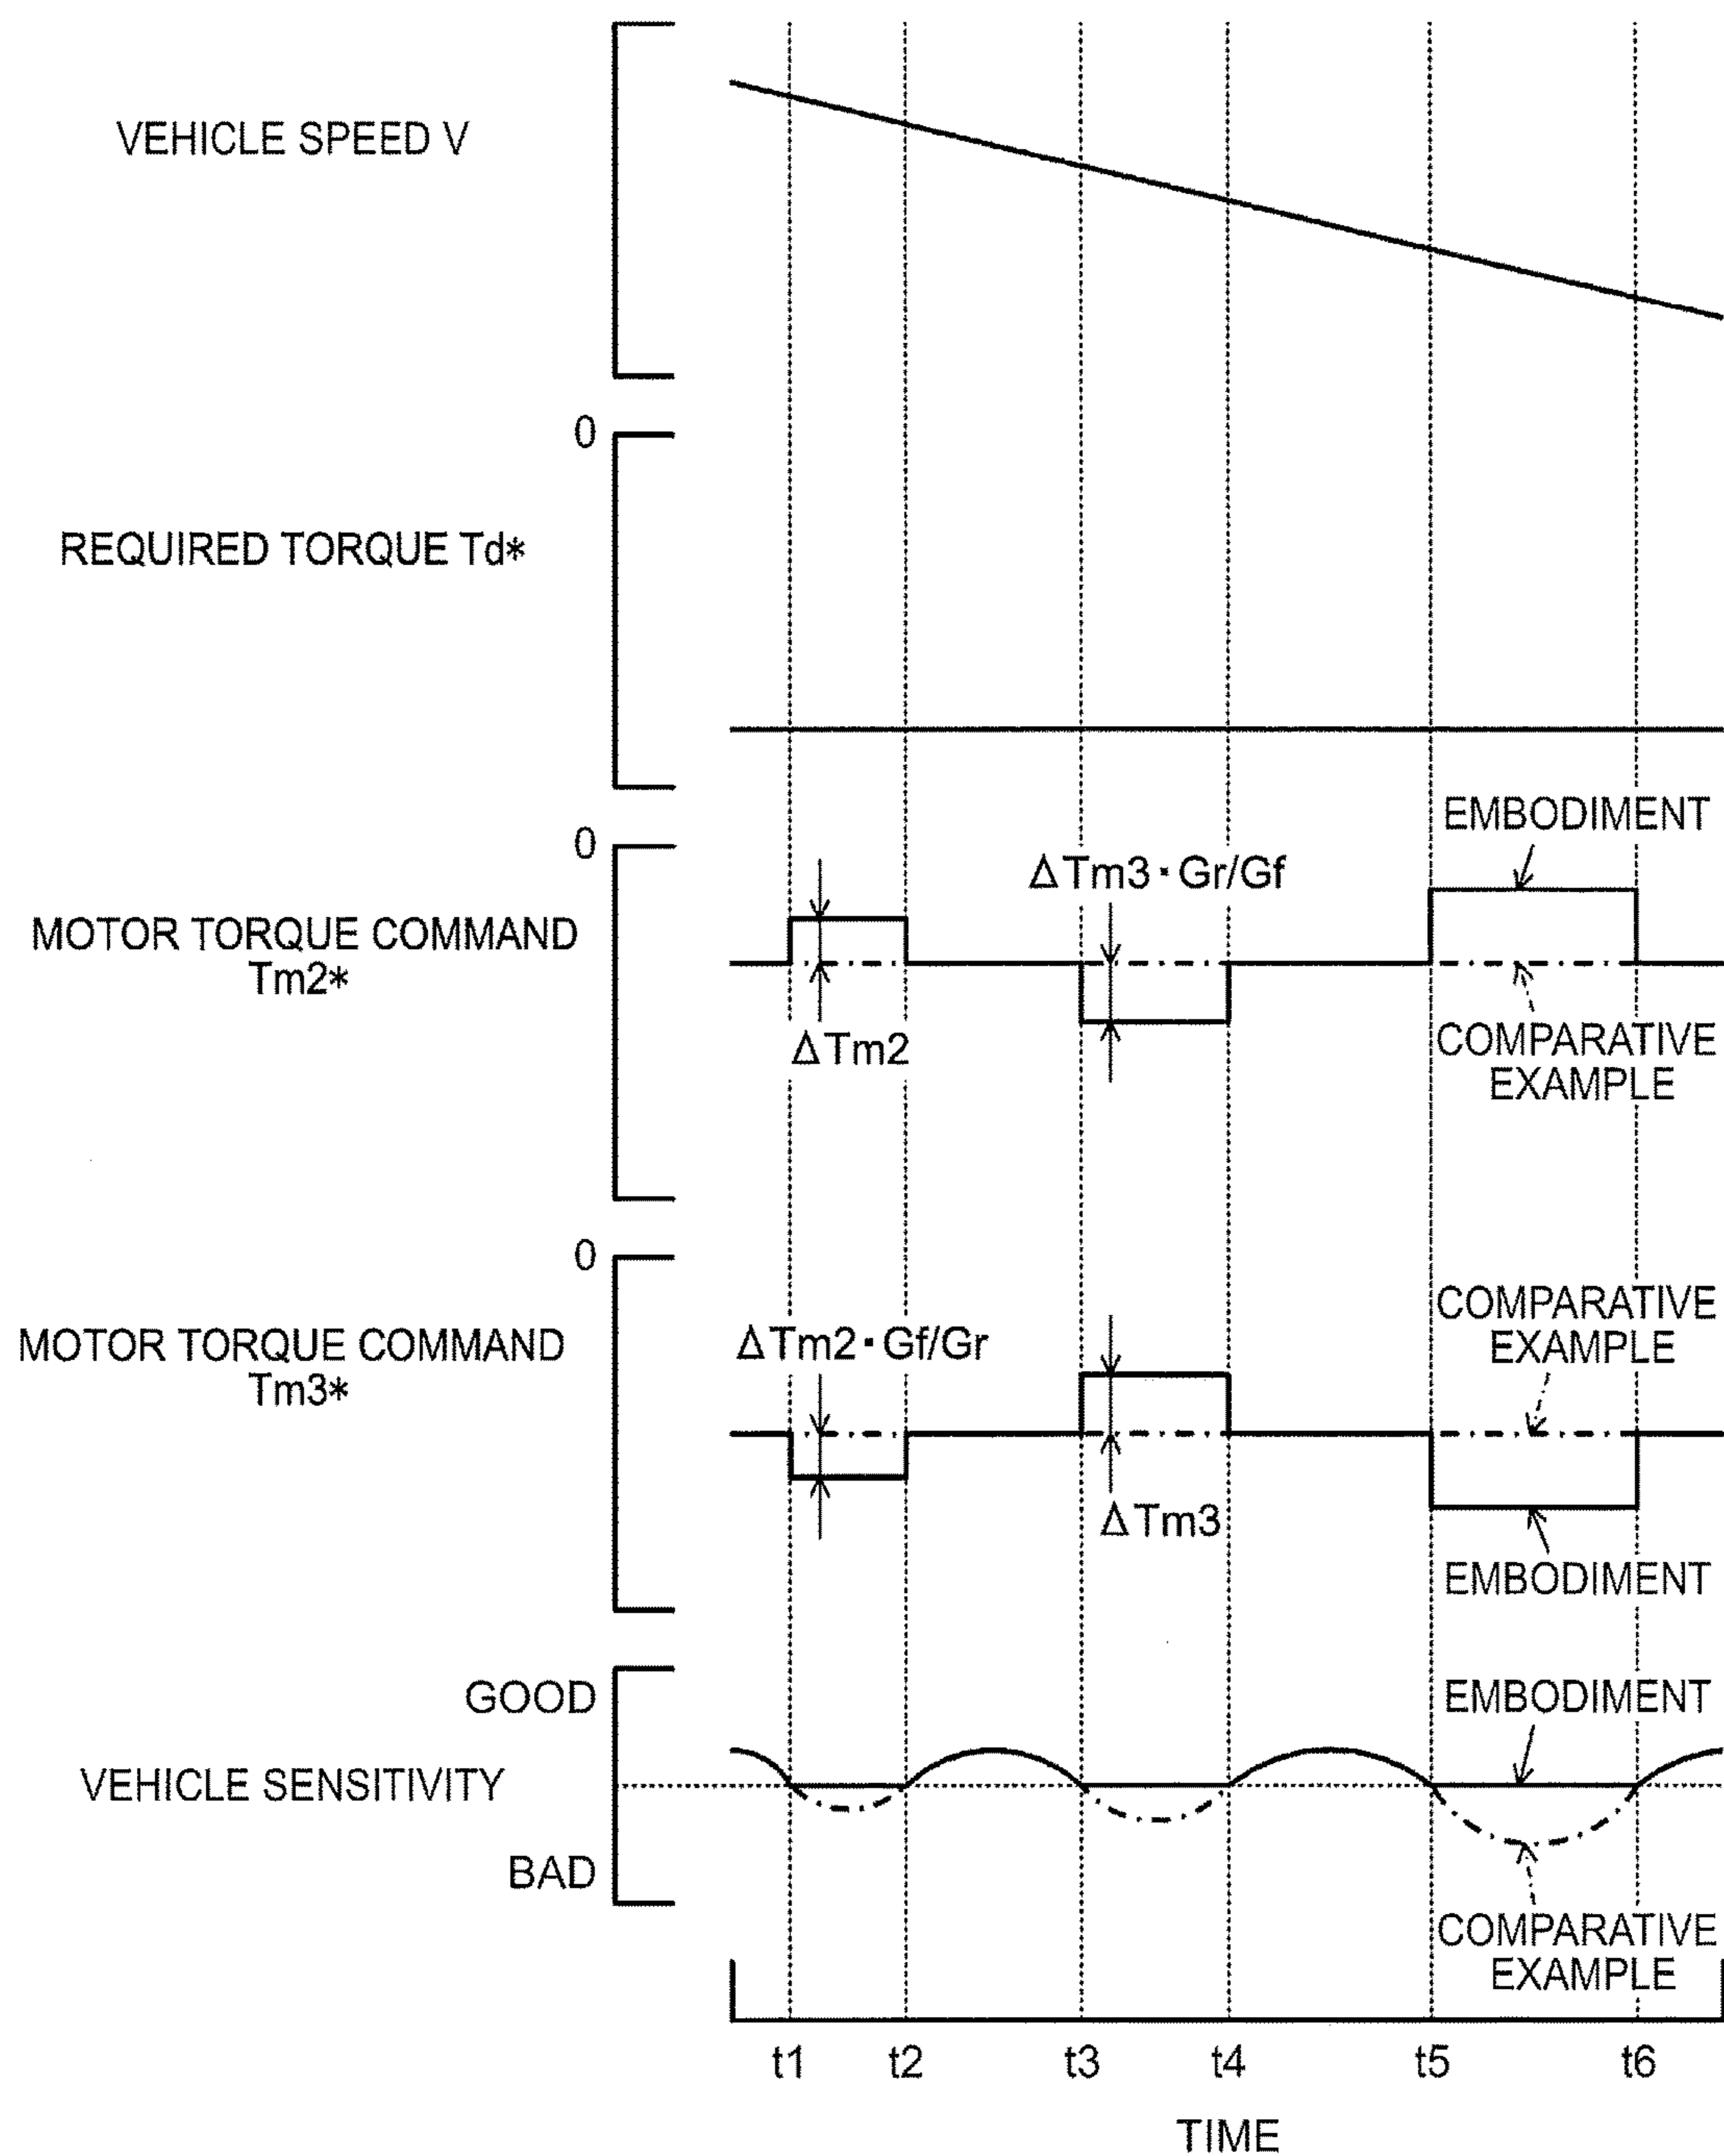 VEHICLE SPEED V
0
REQUIRED TORQUE Td*
EMBODIMENT
0
ΔTm3・Gr/Gf
MOTOR TORQUE COMMAND
Tm2*
ΔTm2
COMPARATIVE
EXAMPLE
0
COMPARATIVE
EXAMPLE
ΔTm2・Gf/Gr
MOTOR TORQUE COMMAND
Tm3*
ΔTm3
EMBODIMENT
GOOD
EMBODIMENT
VEHICLE SENSITIVITY
BAD
COMPARATIVE
EXAMPLE
t1 t2 t3 t4 t5 t6
TIME